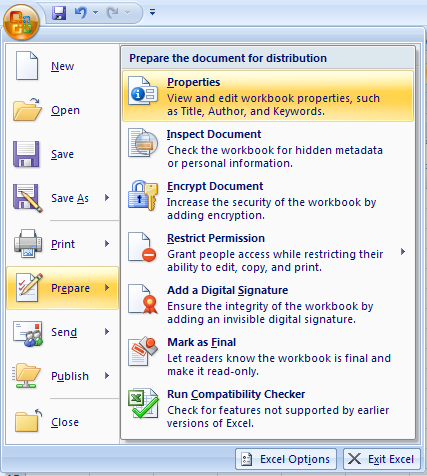 New
Open
Save
Save As
Print
Prepare
Send
Publish
Close
Prepare the document for distribution
Properties
View and edit workbook properties, such
as Title, Author, and Keywords.
Inspect Document
Check the workbook for hidden metadata
or personal information.
Encrypt Document
Increase the security of the workbook by
adding encryption.
Restrict Permission
Grant people access while restricting their
ability to edit, copy, and print.
Add a Digital Signature
Ensure the integrity of the workbook by
adding an invisible digital signature.
Mark as Final
Let readers know the workbook is final and
make it read-only.
Run Compatibility Checker
Check for features not supported by earlier
versions of Excel.
Excel Options
Exit Excel